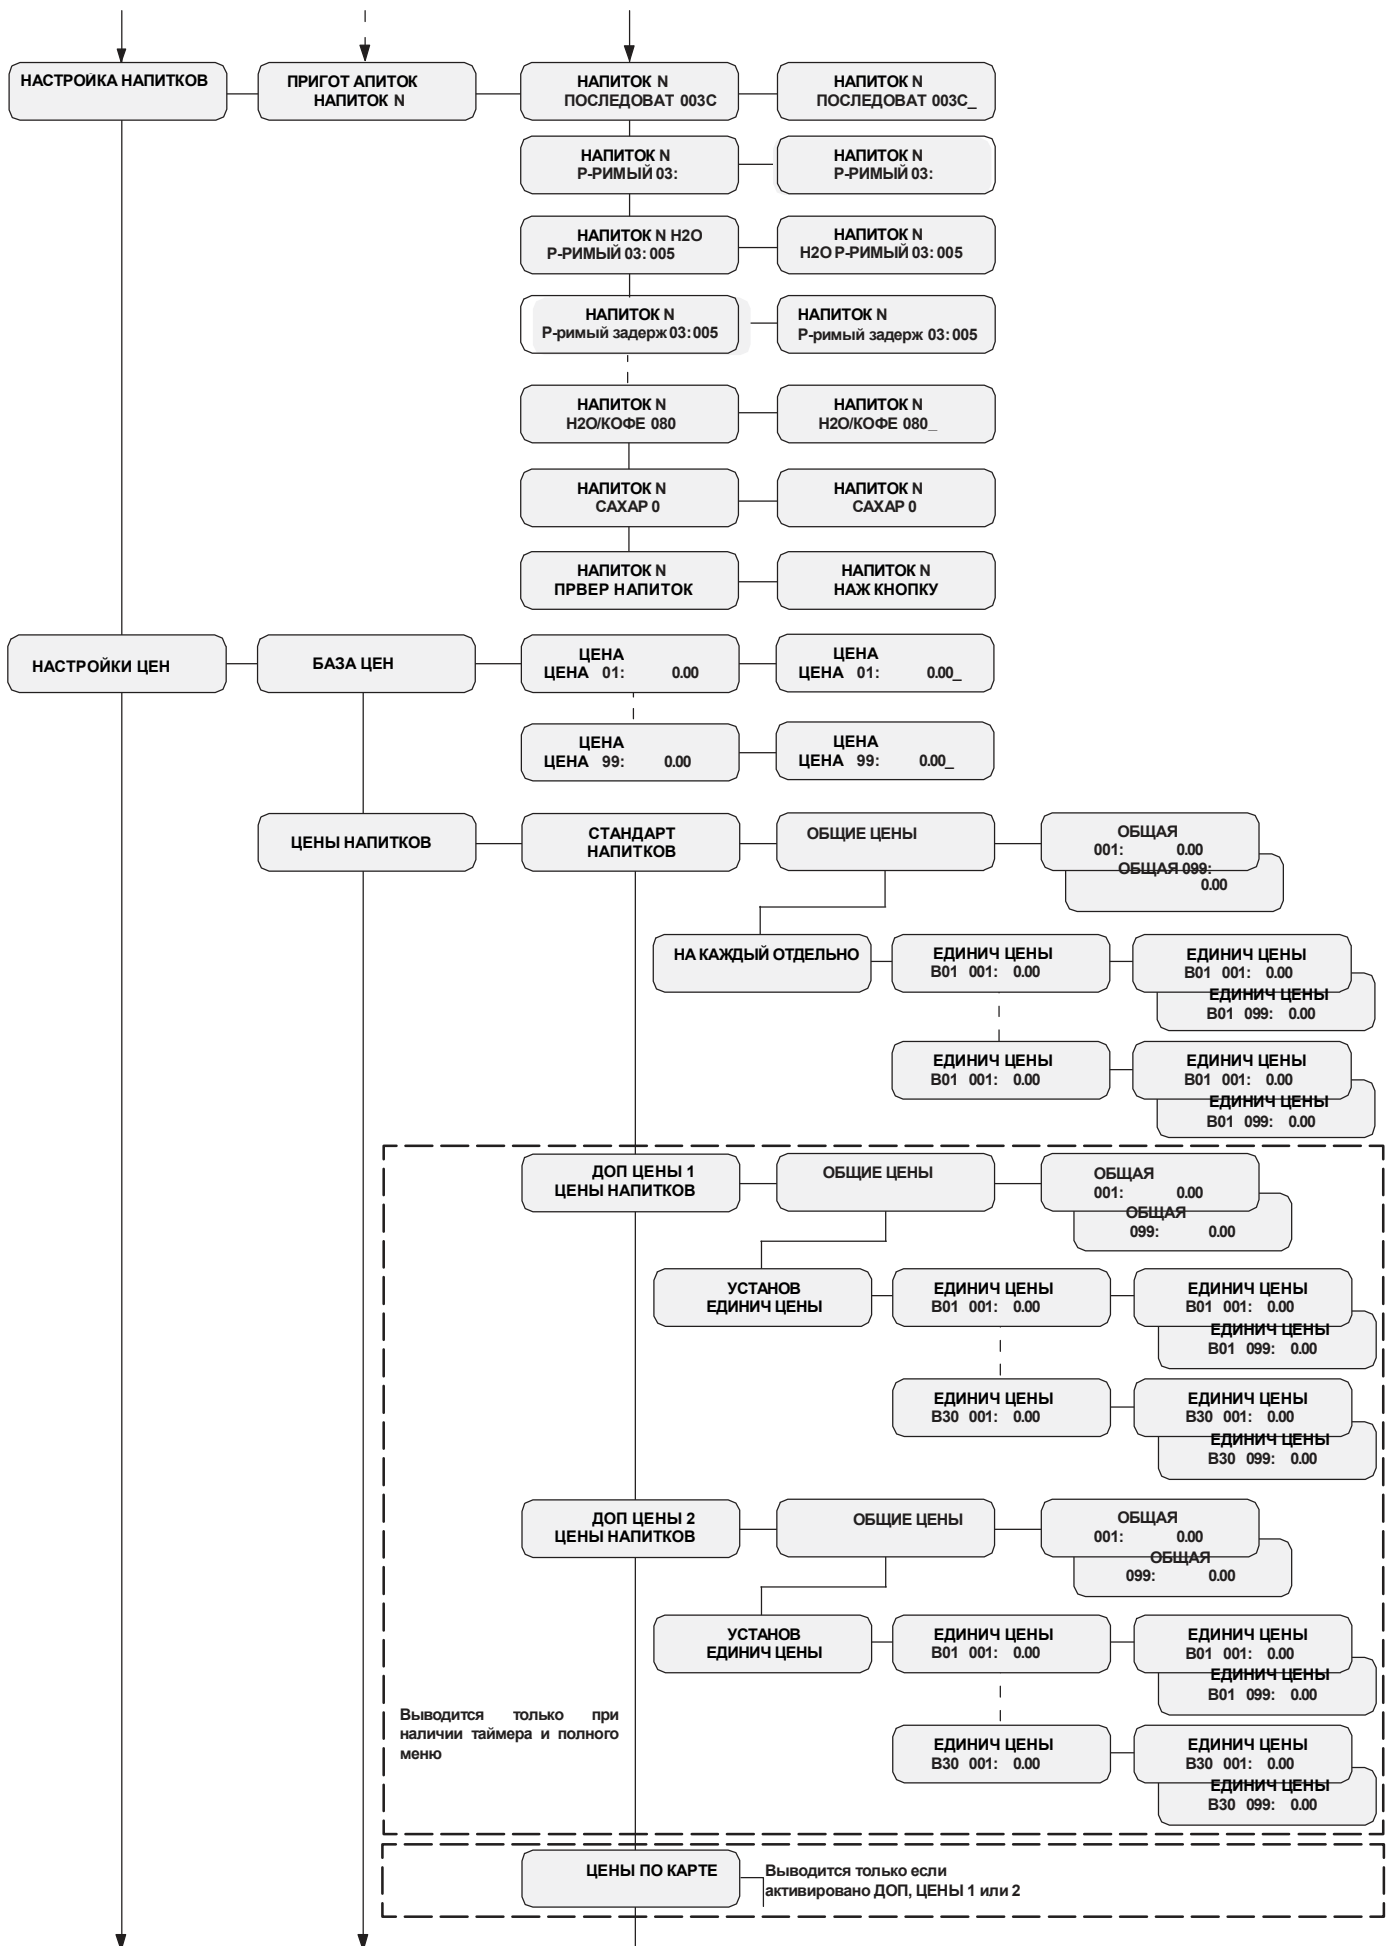 НАСТРОЙКА НАПИТКОВ
ПРИГОТ АПИТОК
НАПИТОК N
НАПИТОК N
ПОСЛЕДОВАТ 003С
НАПИТОК N
ПОСЛЕДОВАТ 003С_
НАПИТОК N
Р-РИМЫЙ 03:
НАПИТОК N
Р-РИМЫЙ 03:
НАПИТОК N H2O
Р-РИМЫЙ 03: 005
НАПИТОК N
H2O Р-РИМЫЙ 03: 005
НАПИТОК N
Р-римый задерж 03: 005
НАПИТОК N
Р-римый задерж 03: 005
НАПИТОК N
H2O/КОФЕ 080
НАПИТОК N
H2O/КОФЕ 080_
НАПИТОК N
САХАР 0
НАПИТОК N
САХАР 0
НАПИТОК N
ПРВЕР НАПИТОК
НАПИТОК N
НАЖ КНОПКУ
НАСТРОЙКИ ЦЕН
БАЗА ЦЕН
ЦЕНА
ЦЕНА 01: 0.00
ЦЕНА
ЦЕНА 01: 0.00_
ЦЕНА
ЦЕНА 99: 0.00
ЦЕНА
ЦЕНА 99: 0.00_
ЦЕНЫ НАПИТКОВ
СТАНДАРТ
НАПИТКОВ
ОБЩИЕ ЦЕНЫ
ОБЩАЯ
001: 0.00
ОБЩАЯ 099:
0.00
НА КАЖДЫЙ ОТДЕЛЬНО
ЕДИНИЧ ЦЕНЫ
B01 001: 0.00
ЕДИНИЧ ЦЕНЫ
B01 001: 0.00
ЕДИНИЧ ЦЕНЫ
B01 099: 0.00
ЕДИНИЧ ЦЕНЫ
B01 001: 0.00
ЕДИНИЧ ЦЕНЫ
B01 001: 0.00
ЕДИНИЧ ЦЕНЫ
B01 099: 0.00
ДОП ЦЕНЫ 1
ЦЕНЫ НАПИТКОВ
ОБЩИЕ ЦЕНЫ
ОБЩАЯ
001: 0.00
ОБЩАЯ
099: 0.00
УСТАНОВ
ЕДИНИЧ ЦЕНЫ
ЕДИНИЧ ЦЕНЫ
B01 001: 0.00
ЕДИНИЧ ЦЕНЫ
B01 001: 0.00
ЕДИНИЧ ЦЕНЫ
B01 099: 0.00
ЕДИНИЧ ЦЕНЫ
B30 001: 0.00
ЕДИНИЧ ЦЕНЫ
B30 001: 0.00
ЕДИНИЧ ЦЕНЫ
B30 099: 0.00
ДОП ЦЕНЫ 2
ЦЕНЫ НАПИТКОВ
ОБЩИЕ ЦЕНЫ
ОБЩАЯ
001: 0.00
ОБЩАЯ
099: 0.00
УСТАНОВ
ЕДИНИЧ ЦЕНЫ
ЕДИНИЧ ЦЕНЫ
B01 001: 0.00
ЕДИНИЧ ЦЕНЫ
B01 001: 0.00
ЕДИНИЧ ЦЕНЫ
B01 099: 0.00
Выводится только при
наличии таймера и полного
меню
ЕДИНИЧ ЦЕНЫ
B30 001: 0.00
ЕДИНИЧ ЦЕНЫ
B30 001: 0.00
ЕДИНИЧ ЦЕНЫ
B30 099: 0.00
ЦЕНЫ ПО КАРТЕ
Выводится только если
активировано ДОП, ЦЕНЫ 1 или 2